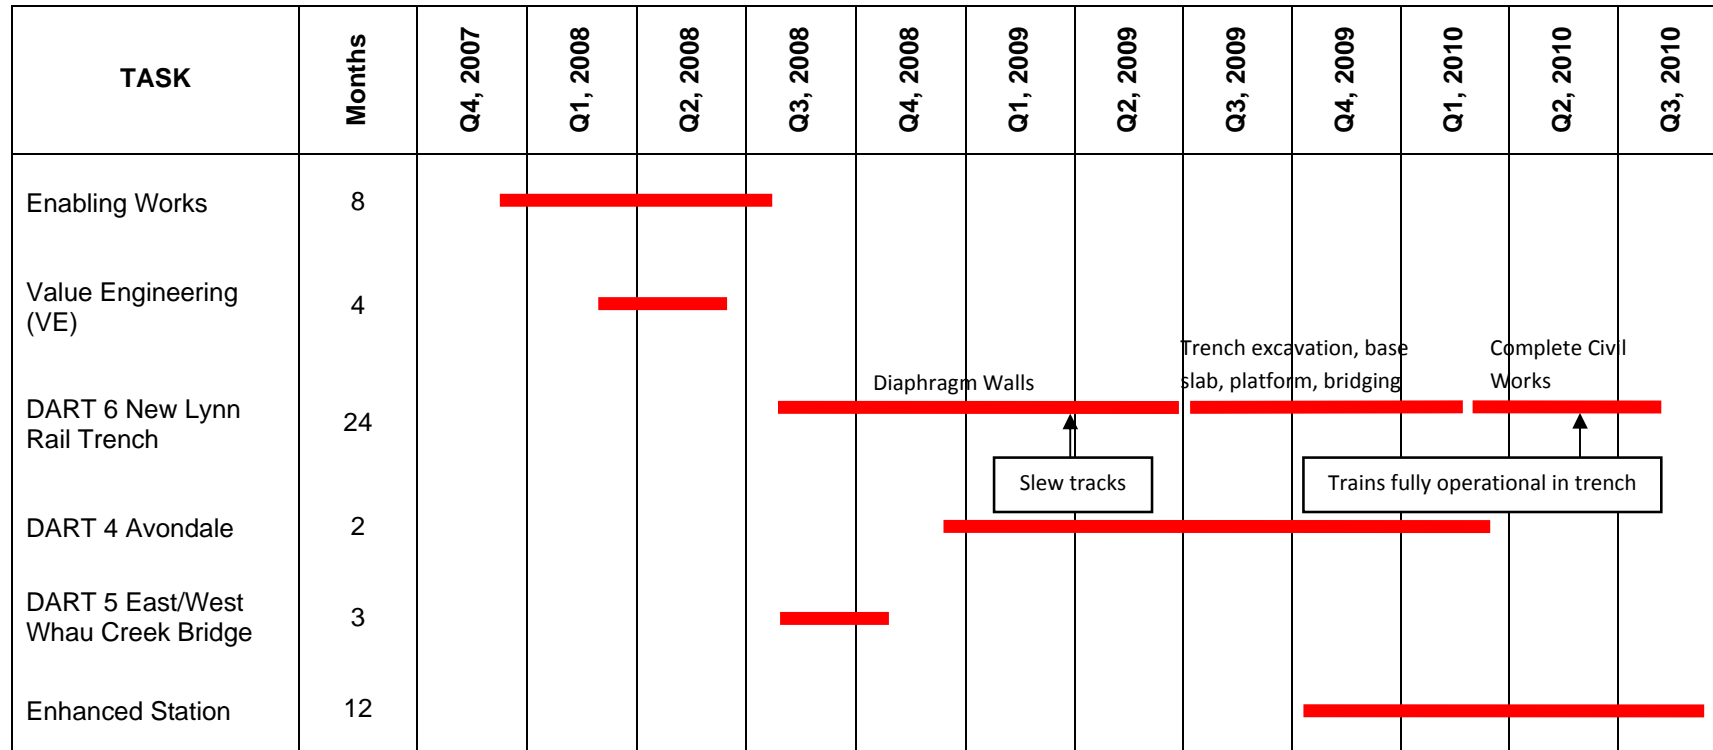 TASK
Months
Q4, 2007
Q1, 2008
Q2, 2008
Q3, 2008
Q4, 2008
Q1, 2009
Q2, 2009
Q3, 2009
Q4, 2009
Q1, 2010
Q2, 2010
Q3, 2010
Enabling Works
8
Value Engineering
(VE)
4
DART 6 New Lynn
Rail Trench
24
Diaphragm Walls
Trench excavation, base
slab, platform, bridging
Complete Civil
Works
Slew tracks
Trains fully operational in trench
DART 4 Avondale
2
DART 5 East/West
Whau Creek Bridge
3
Enhanced Station
12